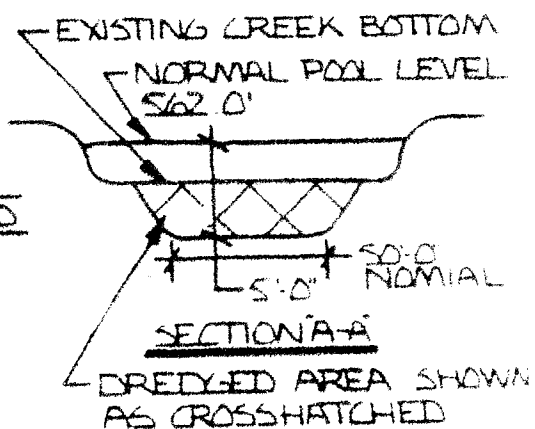 EXISTING CREEK BOTTOM
NORMAL POOL LEVEL
562.0'
50'-0"
NOMIAL
5'-0"
SECTION "A-A"
DREDGED AREA SHOWN
AS CROSSHATCHED